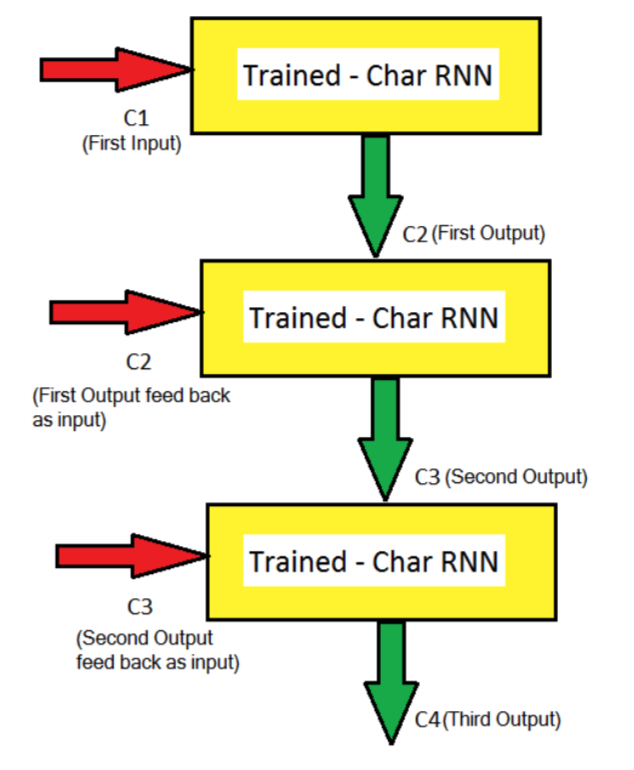 Trained - Char RNN
C1
(First Input)
C2 (First Output)
Trained - Char RNN
C2
(First Output feed back
as input)
C3 (Second Output)
Trained - Char RNN
C3
(Second Output
feed back as input)
C4 (Third Output)